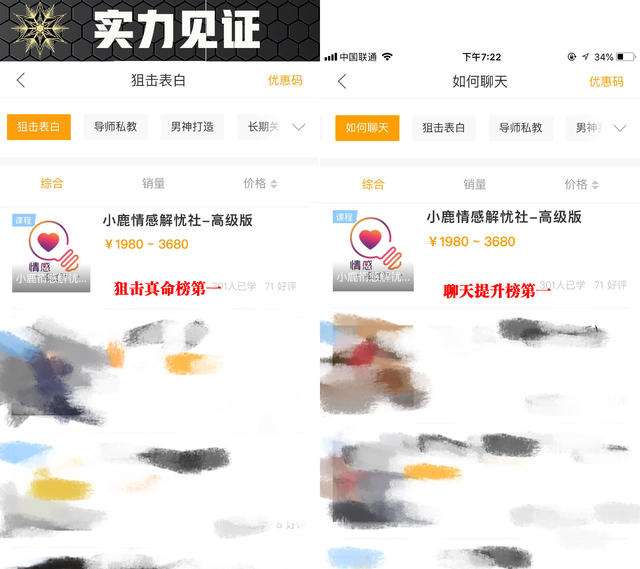 实力见证
狙击表白
优惠码
狙击表白 导师私教 男神打造 长期关
综合 销量 价格
课程
小鹿情感解忧社-高级版
¥1980 ~ 3680
情感
小鹿情感解忧...
狙击真命榜第一
301人已学 71 好评
中国联通 下午7:22 34%
如何聊天
优惠码
如何聊天 狙击表白 导师私教 男神
综合 销量 价格
课程
小鹿情感解忧社-高级版
¥1980 ~ 3680
情感
小鹿情感解忧...
聊天提升榜第一
301人已学 71 好评